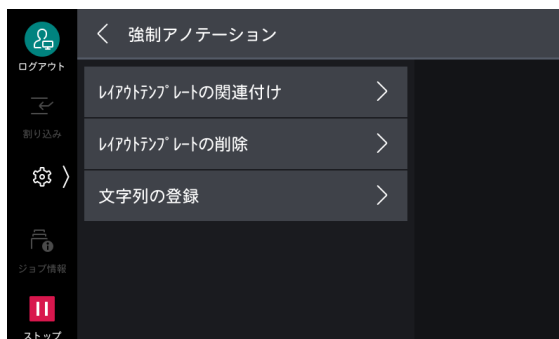 強制アノテーション
ログアウト
ﾚｲｱｳﾄﾃﾝﾌﾟﾚｰﾄの関連付け
割り込み
ﾚｲｱｳﾄﾃﾝﾌﾟﾚｰﾄの削除
文字列の登録
ジョブ情報
ストップ